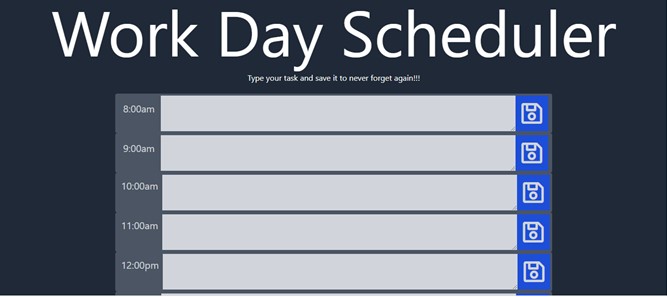 Work Day Scheduler
Type your task and save it to never forget again!!!
8:00am
9:00am
10:00am
11:00am
12:00pm